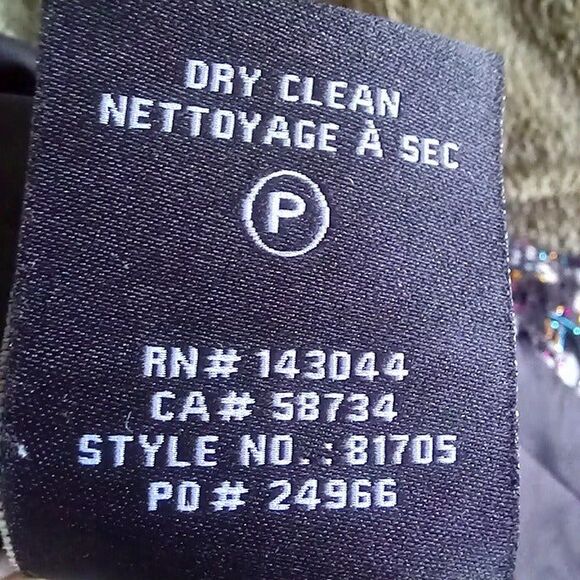 DRY CLEAN
NETTOYAGE À SEC
P
RN# 143044
CA# 58734
STYLE NO.:81705
PO# 24966